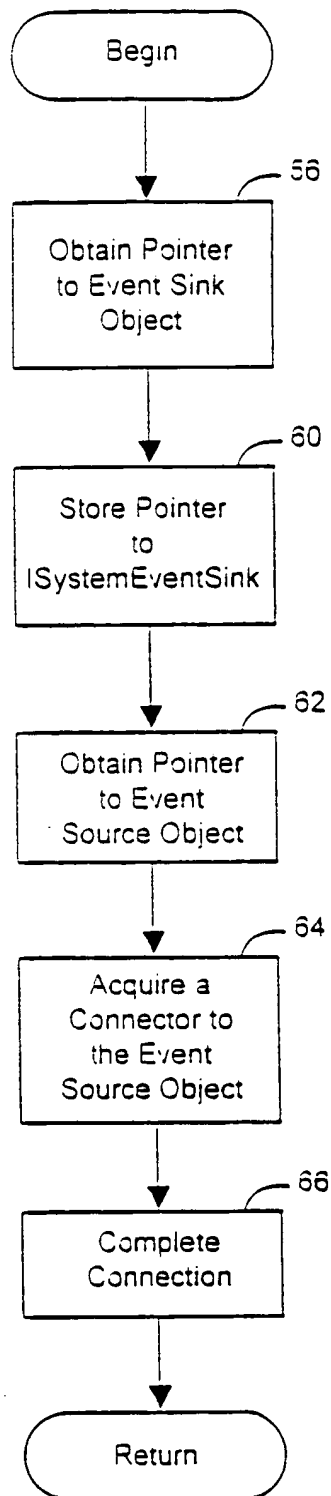 Begin
56
Obtain Pointer
to Event Sink
Object
60
Store Pointer
to
ISystemEventSink
62
Obtain Pointer
to Event
Source Object
64
Acquire a
Connector to
the Event
Source Object
66
Complete
Connection
Return